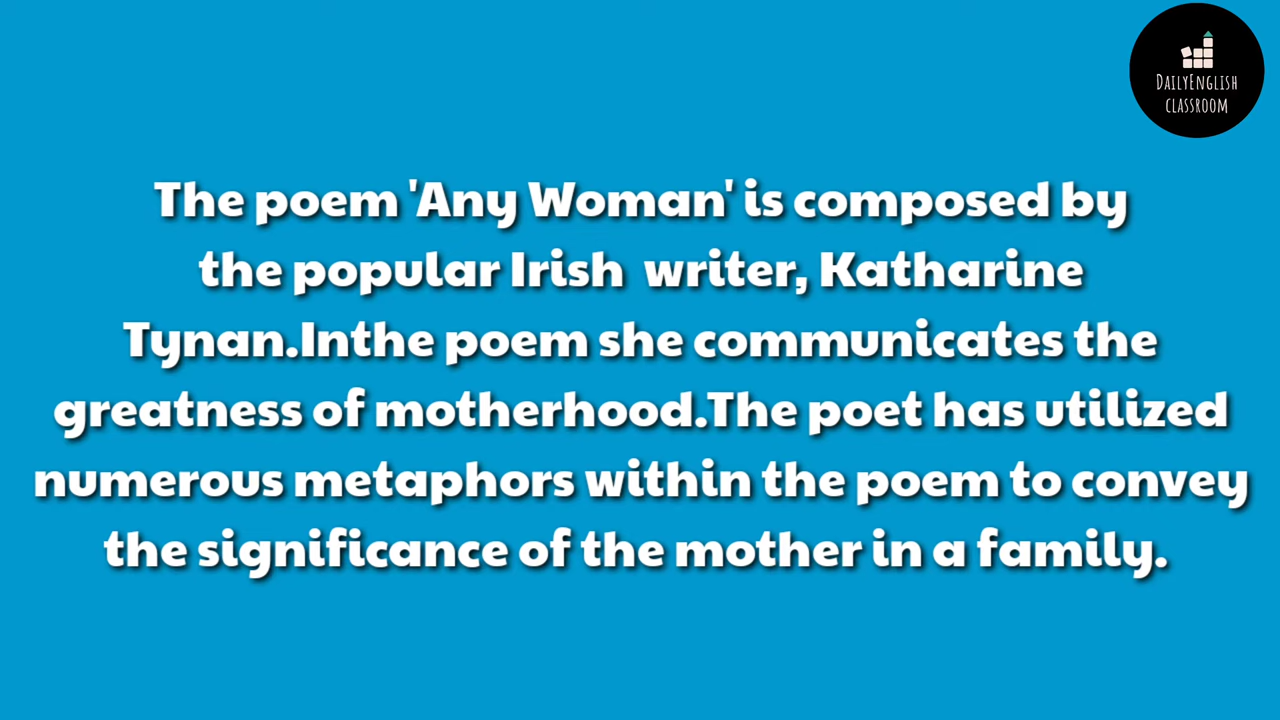 DAILYENGLISH
CLASSROOM
The poem 'Any Woman' is composed by
the popular Irish  writer, Katharine
Tynan.Inthe poem she communicates the
greatness of motherhood.The poet has utilized
numerous metaphors within the poem to convey
the significance of the mother in a family.